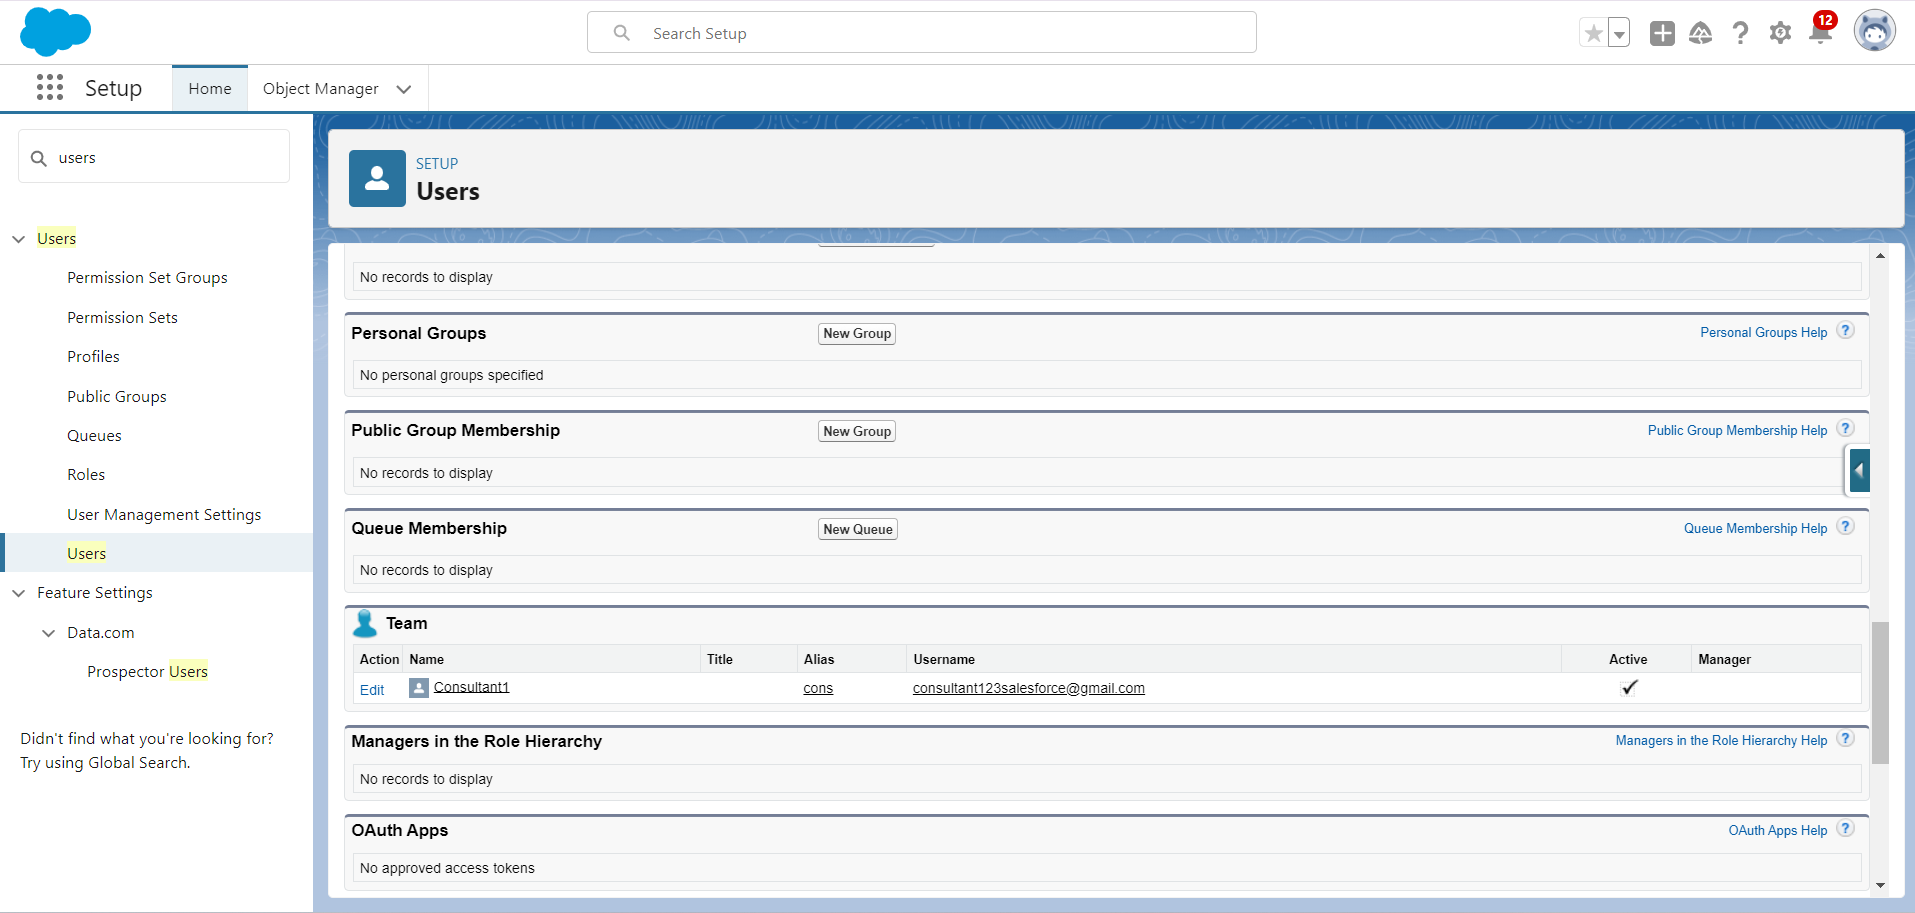 Search Setup
12
Setup
Home
Object Manager
users
Users
Permission Set Groups
Permission Sets
Profiles
Public Groups
Queues
Roles
User Management Settings
Users
Feature Settings
Data.com
Prospector Users
Didn't find what you're looking for?
Try using Global Search.
SETUP
Users
No records to display
Personal Groups
New Group
Personal Groups Help ?
No personal groups specified
Public Group Membership
New Group
Public Group Membership Help ?
No records to display
Queue Membership
New Queue
Queue Membership Help ?
No records to display
Team
Action Name Title Alias Username Active Manager
Edit Consultant1 cons consultant123salesforce@gmail.com
Managers in the Role Hierarchy
Managers in the Role Hierarchy Help ?
No records to display
OAuth Apps
OAuth Apps Help ?
No approved access tokens